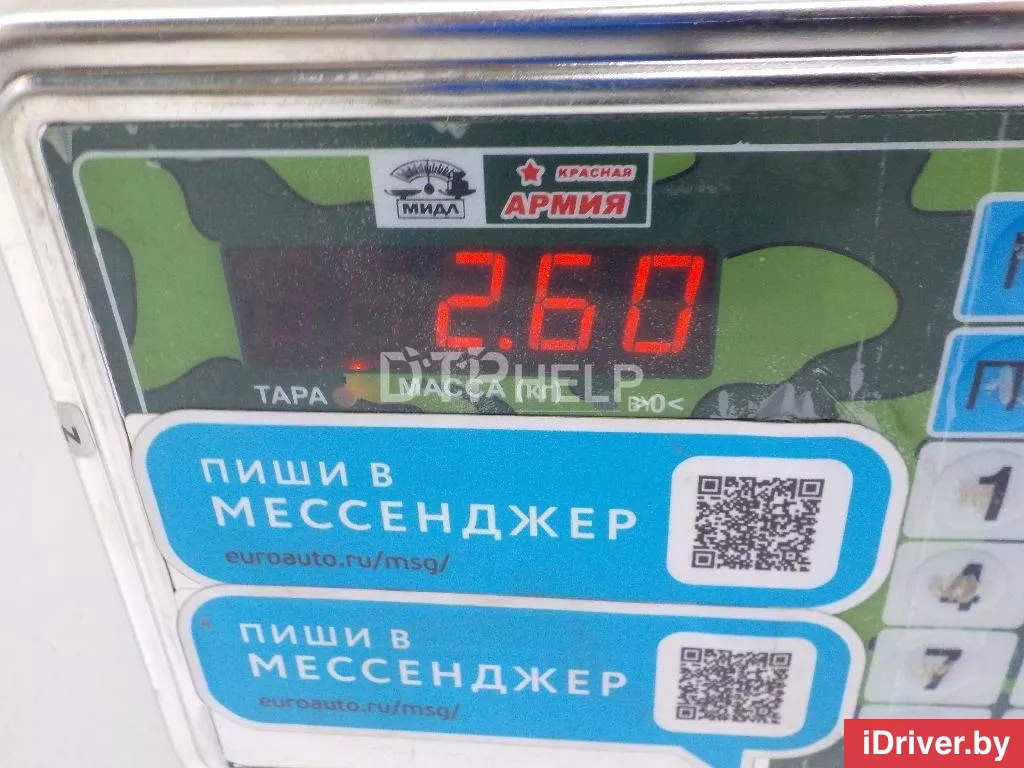 МИДЛ
КРАСНАЯ
АРМИЯ
2.60
DTPHELP
ТАРА МАССА (кг) >0<
ПИШИ В
МЕССЕНДЖЕР
euroauto.ru/msg/
ПИШИ В
МЕССЕНДЖЕР
euroauto.ru/msg/
1
4
7
N
П
iDriver.by